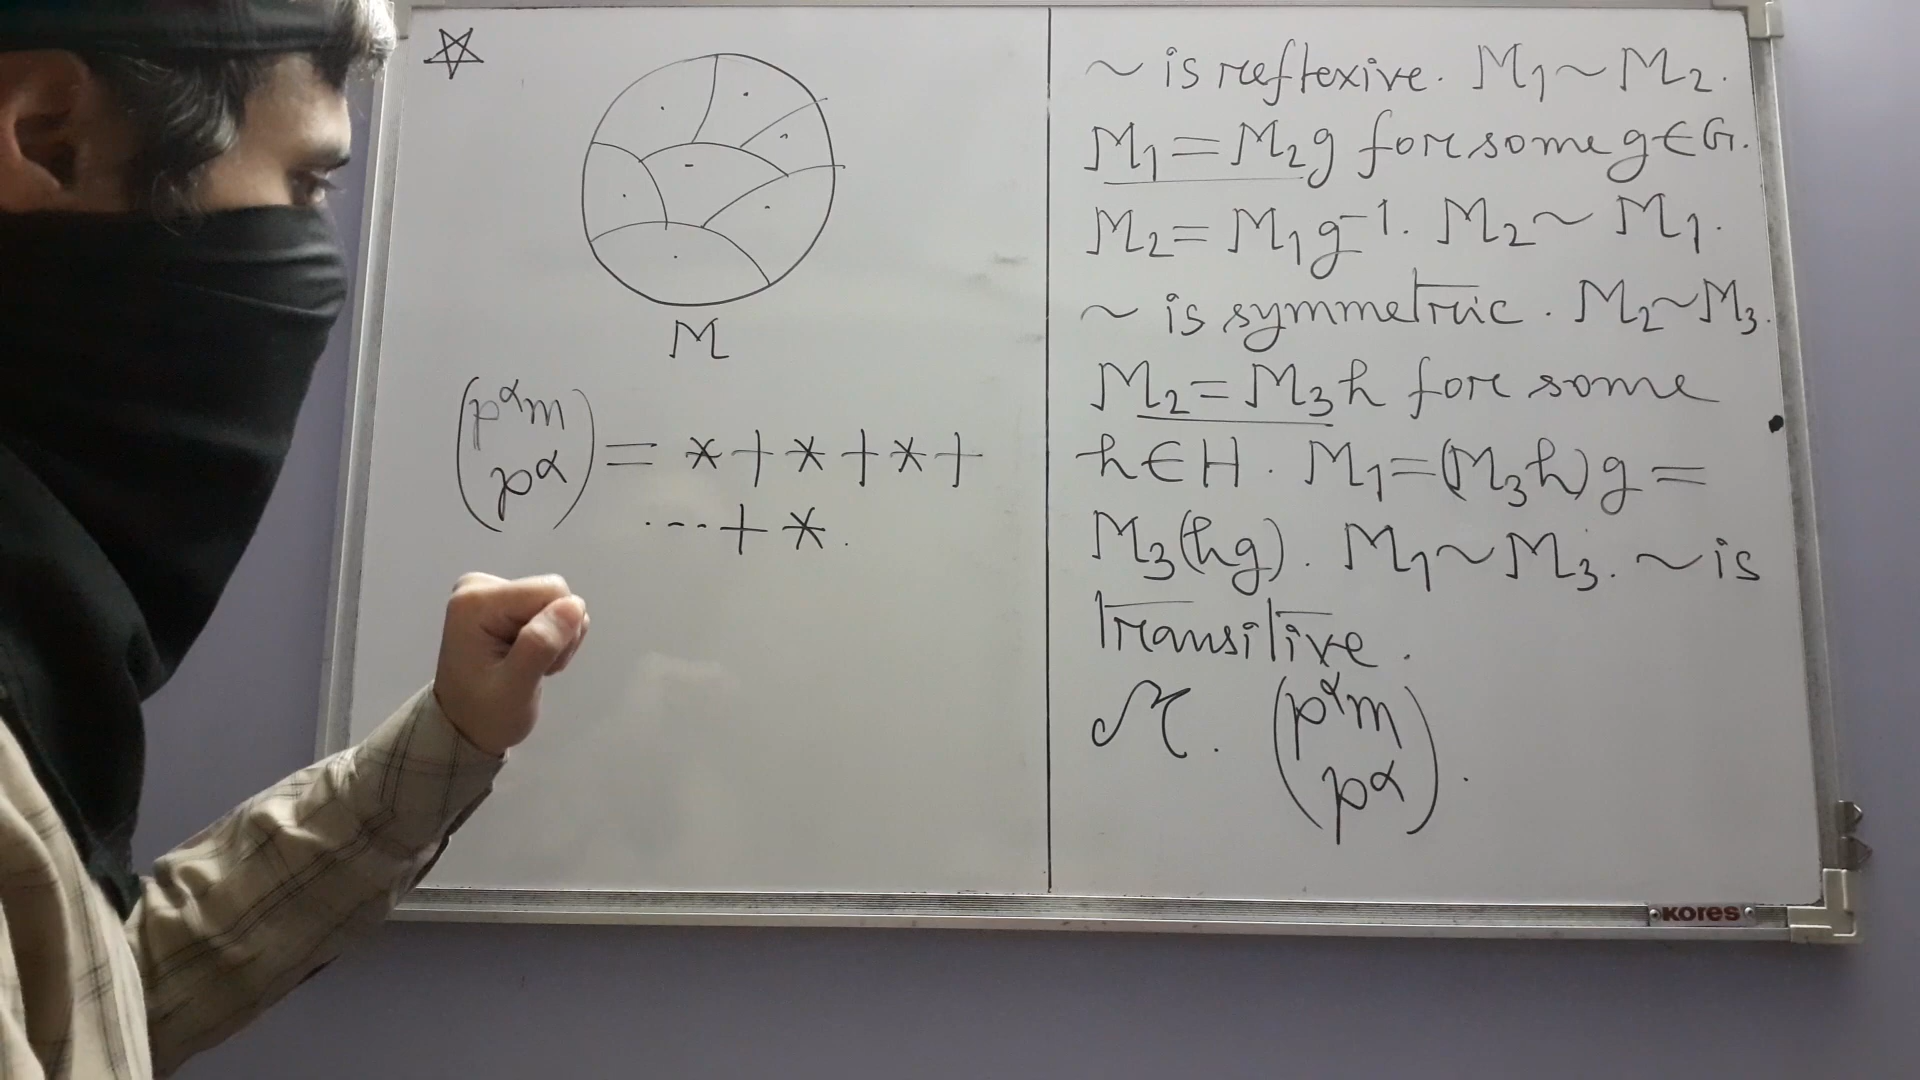 M
(p^α m
p^α) = * + * + * +
... + * .
~ is reflexive. M₁ ~ M₂.
M₁ = M₂g for some g ∈ G.
M₂ = M₁g⁻¹. M₂ ~ M₁.
~ is symmetric. M₂ ~ M₃.
M₂ = M₃h for some
h ∈ H. M₁ = (M₃h)g =
M₃(hg). M₁ ~ M₃. ~ is
transitive.
ℳ. (p^α m
p^α).
kores